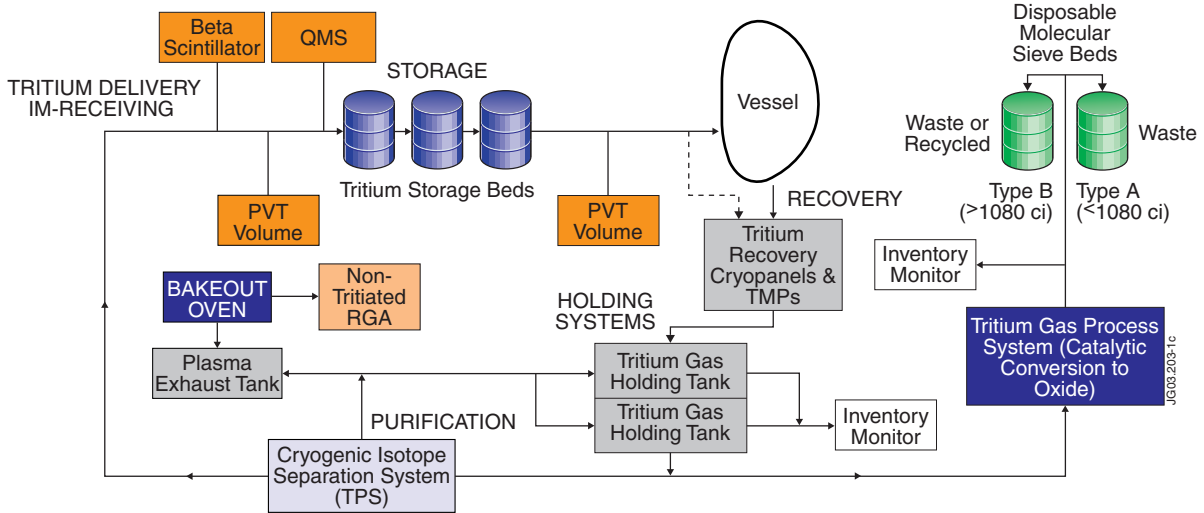 Beta
Scintillator
QMS
TRITIUM DELIVERY
IM-RECEIVING
STORAGE
Tritium Storage Beds
PVT
Volume
PVT
Volume
Vessel
RECOVERY
Tritium
Recovery
Cryopanels &
TMPs
Disposable
Molecular
Sieve Beds
Waste or
Recycled
Waste
Type B
(>1080 ci)
Type A
(<1080 ci)
Inventory
Monitor
BAKEOUT
OVEN
Non-
Tritiated
RGA
HOLDING
SYSTEMS
Plasma
Exhaust Tank
Tritium Gas
Holding Tank
Tritium Gas
Holding Tank
Inventory
Monitor
Tritium Gas Process
System (Catalytic
Conversion to
Oxide)
JG03.203-1c
PURIFICATION
Cryogenic Isotope
Separation System
(TPS)